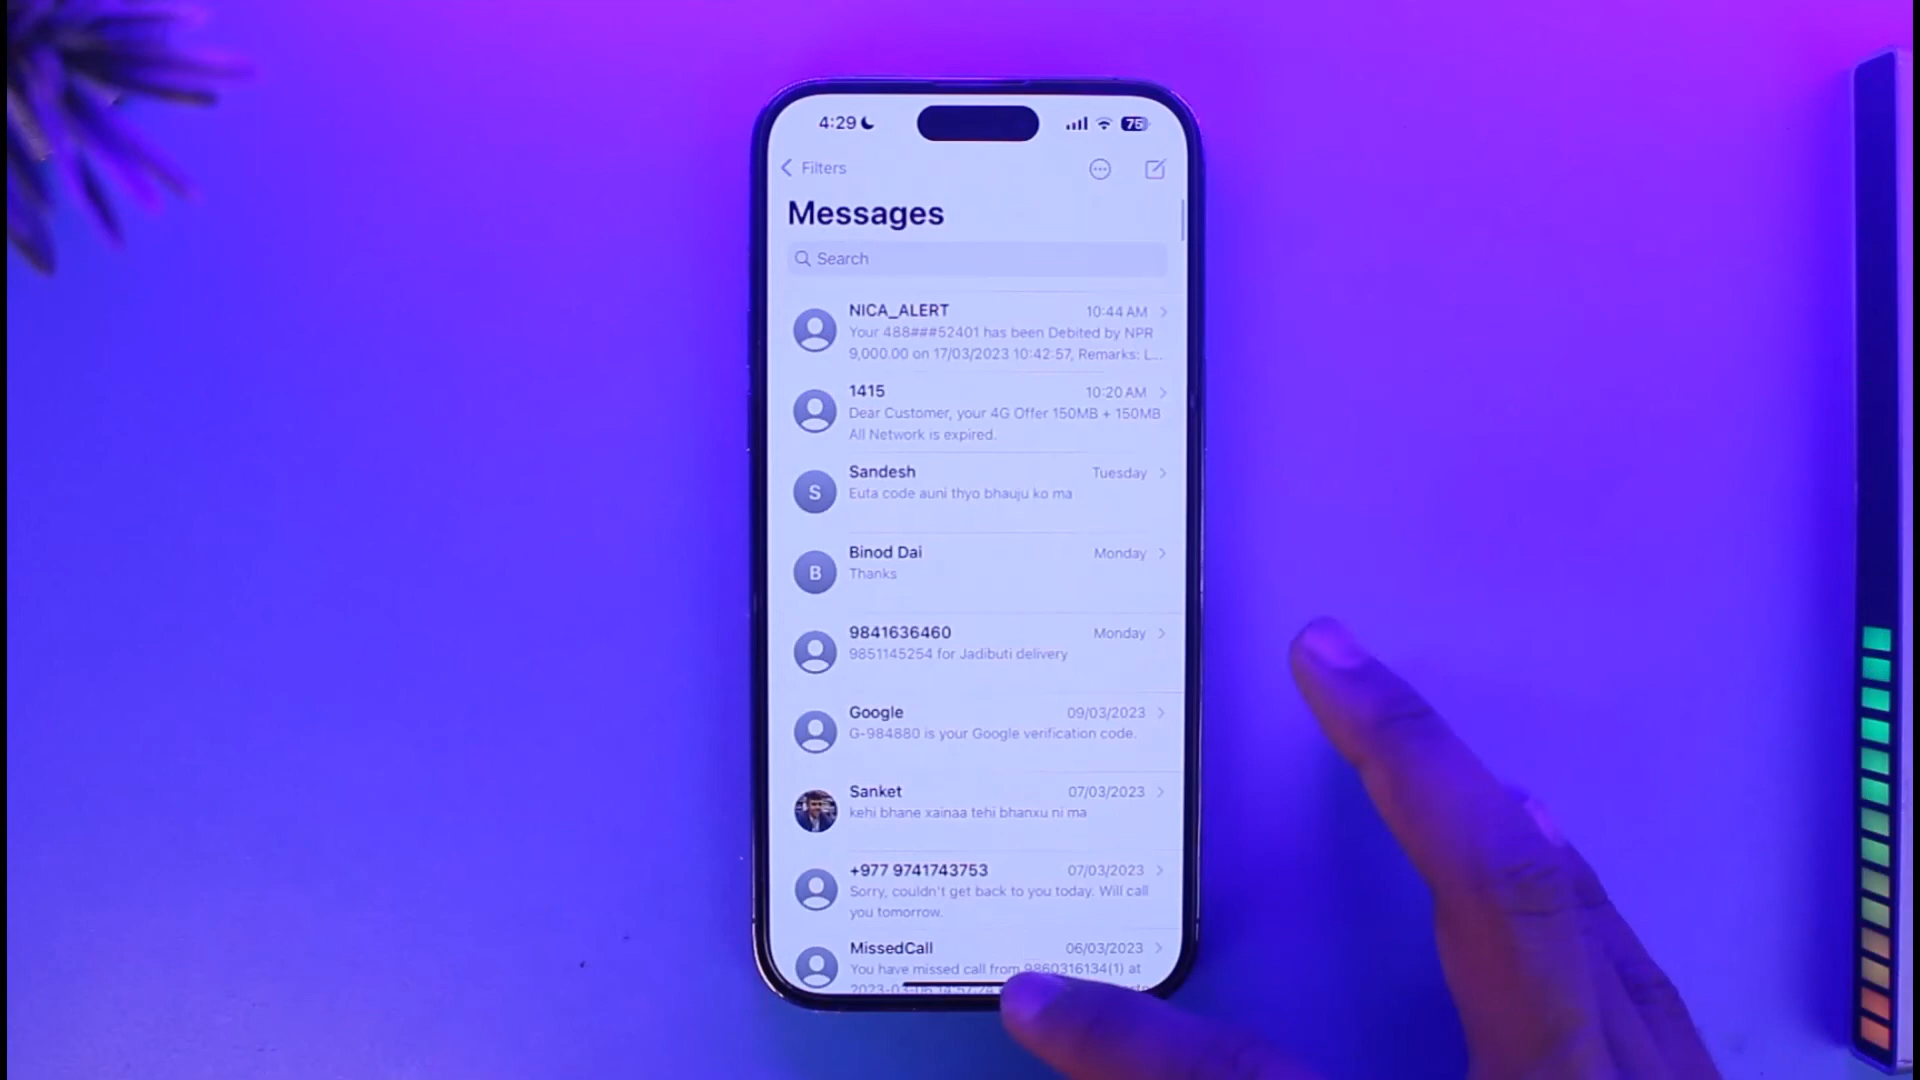 4:29
75
Filters
Messages
Search
NICA_ALERT 10:44 AM
Your 488###52401 has been Debited by NPR
9,000.00 on 17/03/2023 10:42:57, Remarks: L...
1415 10:20 AM
Dear Customer, your 4G Offer 150MB + 150MB
All Network is expired.
S
Sandesh Tuesday
Euta code auni thyo bhauju ko ma
B
Binod Dai Monday
Thanks
9841636460 Monday
9851145254 for Jadibuti delivery
Google 09/03/2023
G-984880 is your Google verification code.
Sanket 07/03/2023
kehi bhane xainaa tehi bhanxu ni ma
+977 9741743753 07/03/2023
Sorry, couldn't get back to you today. Will call
you tomorrow.
MissedCall 06/03/2023
You have missed call from 9860316134(1) at